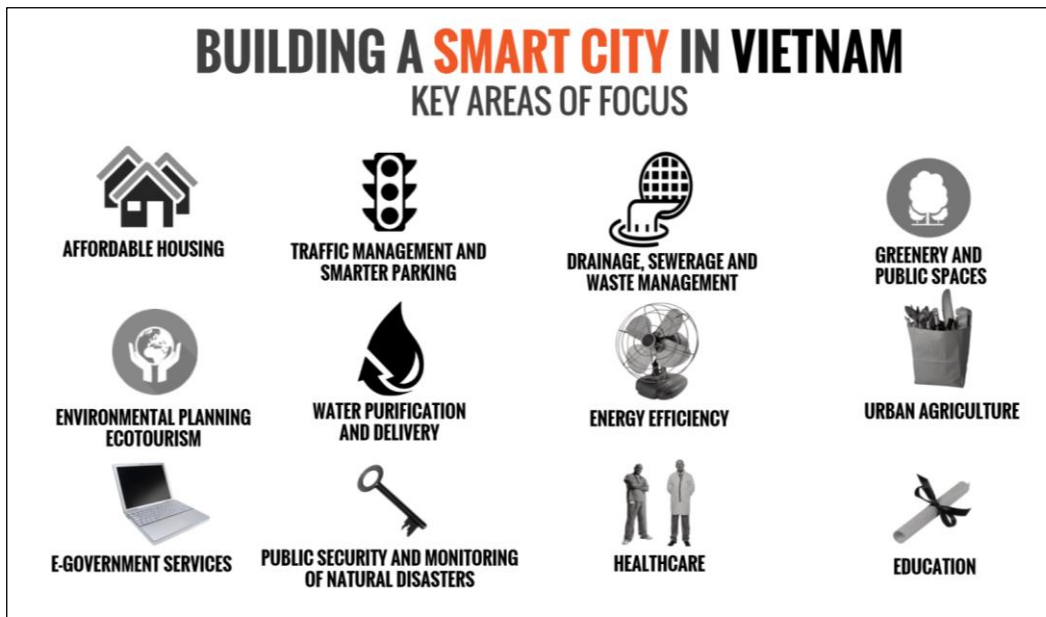 BUILDING A SMART CITY IN VIETNAM
KEY AREAS OF FOCUS
AFFORDABLE HOUSING
TRAFFIC MANAGEMENT AND
SMARTER PARKING
DRAINAGE, SEWERAGE AND
WASTE MANAGEMENT
GREENERY AND
PUBLIC SPACES
ENVIRONMENTAL PLANNING
ECOTOURISM
WATER PURIFICATION
AND DELIVERY
ENERGY EFFICIENCY
URBAN AGRICULTURE
E-GOVERNMENT SERVICES
PUBLIC SECURITY AND MONITORING
OF NATURAL DISASTERS
HEALTHCARE
EDUCATION